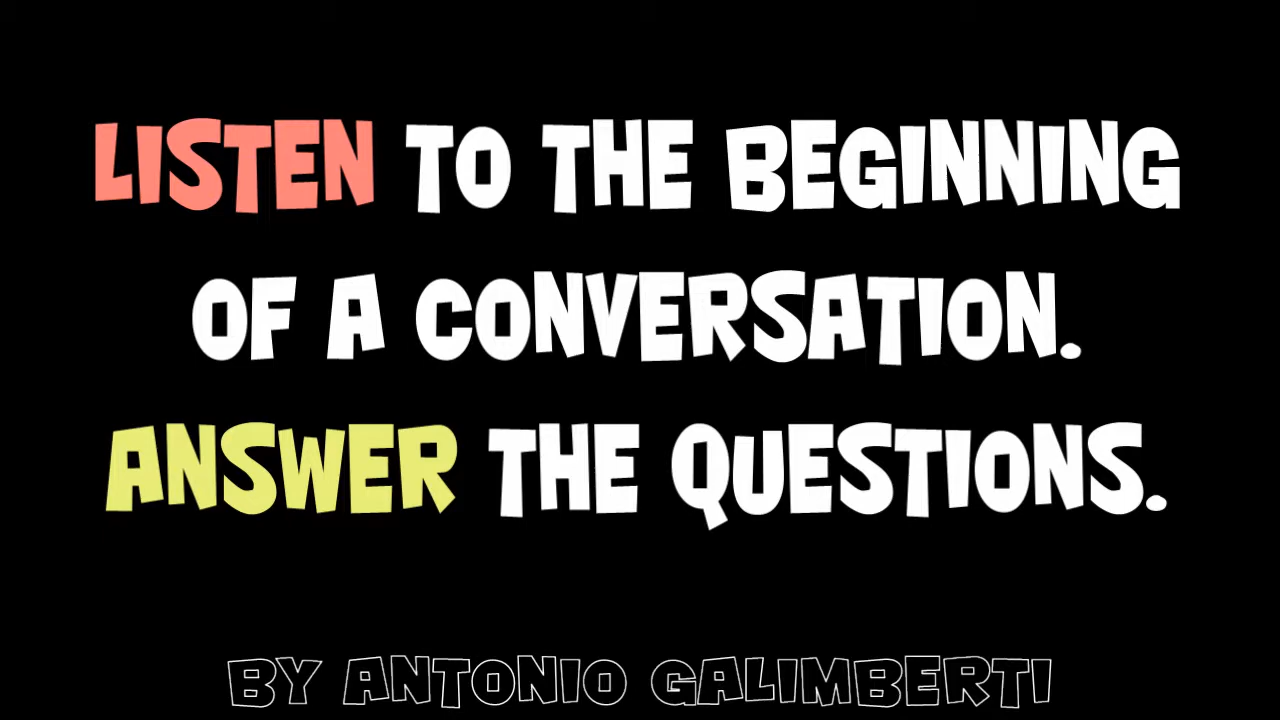 LISTEN TO THE BEGINNING
OF A CONVERSATION.
ANSWER THE QUESTIONS.
BY ANTONIO GALIMBERTI